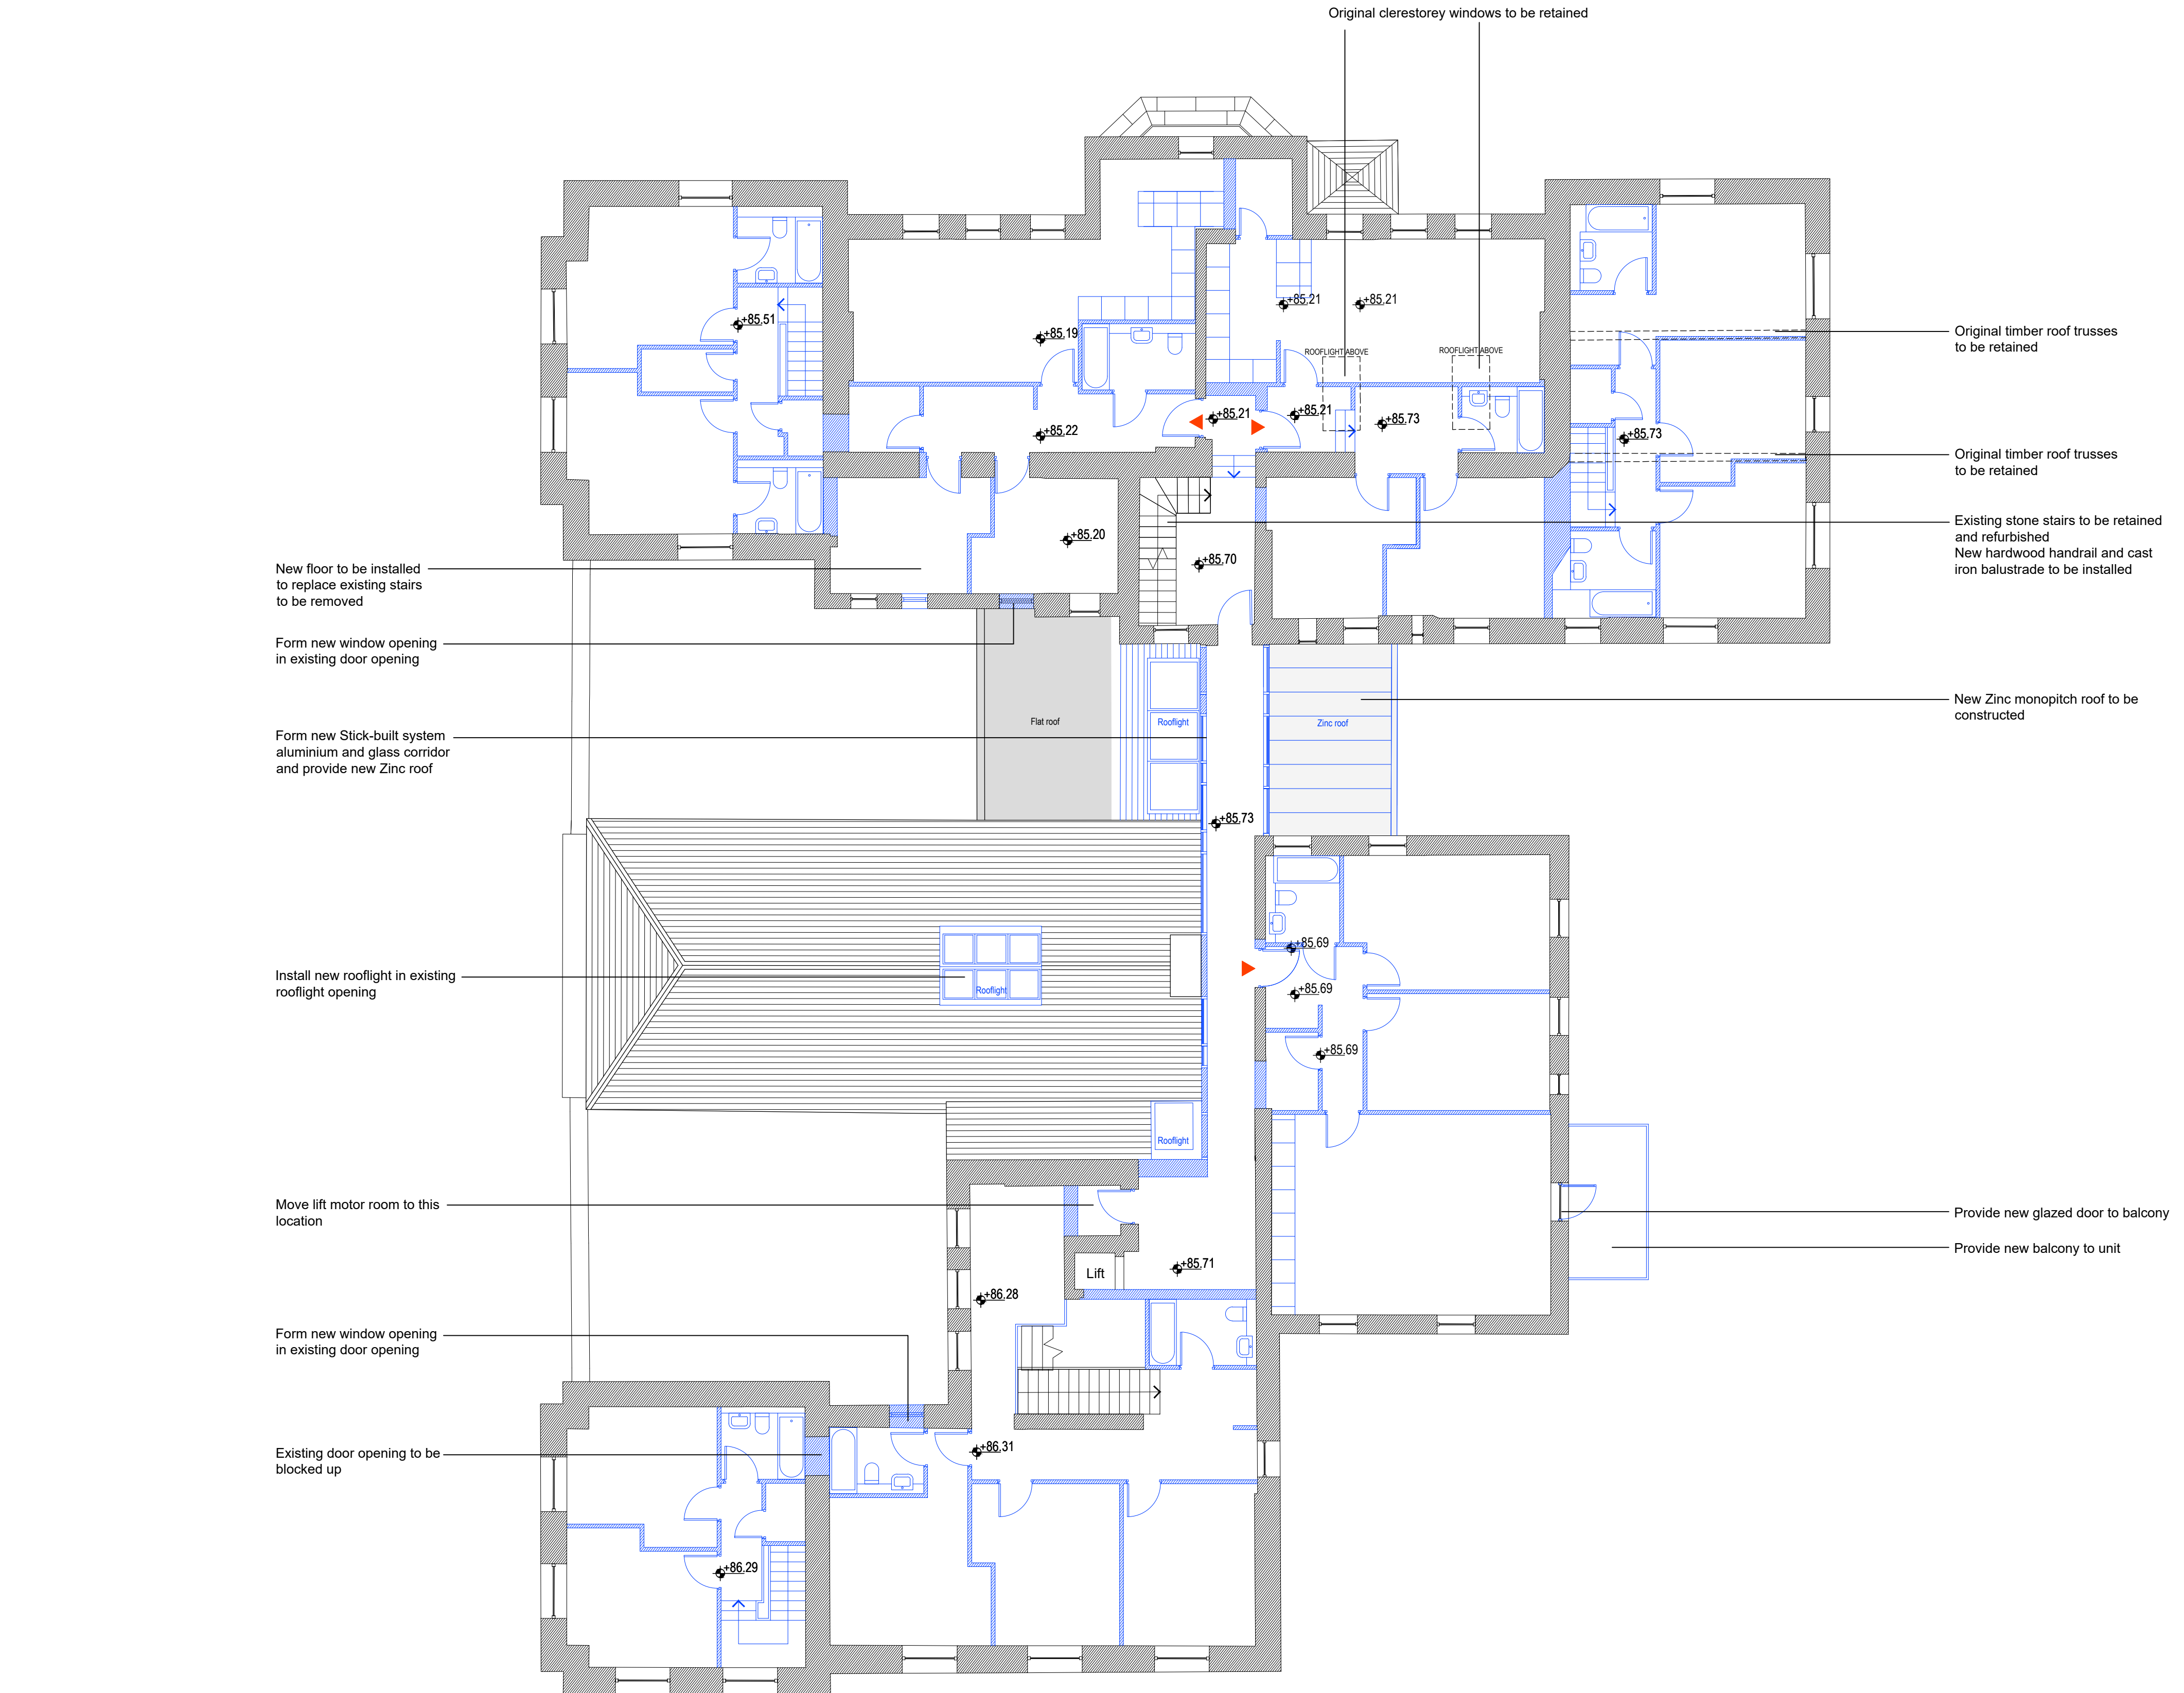 Original clerestorey windows to be retained
+85.51
+85.19
+85.21
+85.21
ROOFLIGHT ABOVE
ROOFLIGHT ABOVE
Original timber roof trusses
to be retained
+85.22
+85.21
+85.21
+85.73
+85.73
Original timber roof trusses
to be retained
+85.20
+85.70
Existing stone stairs to be retained
and refurbished
New hardwood handrail and cast
iron balustrade to be installed
New floor to be installed
to replace existing stairs
to be removed
Form new window opening
in existing door opening
Flat roof
Rooflight
Zinc roof
New Zinc monopitch roof to be
constructed
Form new Stick-built system
aluminium and glass corridor
and provide new Zinc roof
+85.73
+85.69
+85.69
+85.69
Install new rooflight in existing
rooflight opening
Rooflight
Rooflight
Move lift motor room to this
location
Lift
+85.71
+86.28
Provide new glazed door to balcony
Provide new balcony to unit
Form new window opening
in existing door opening
Existing door opening to be
blocked up
+86.31
+86.29